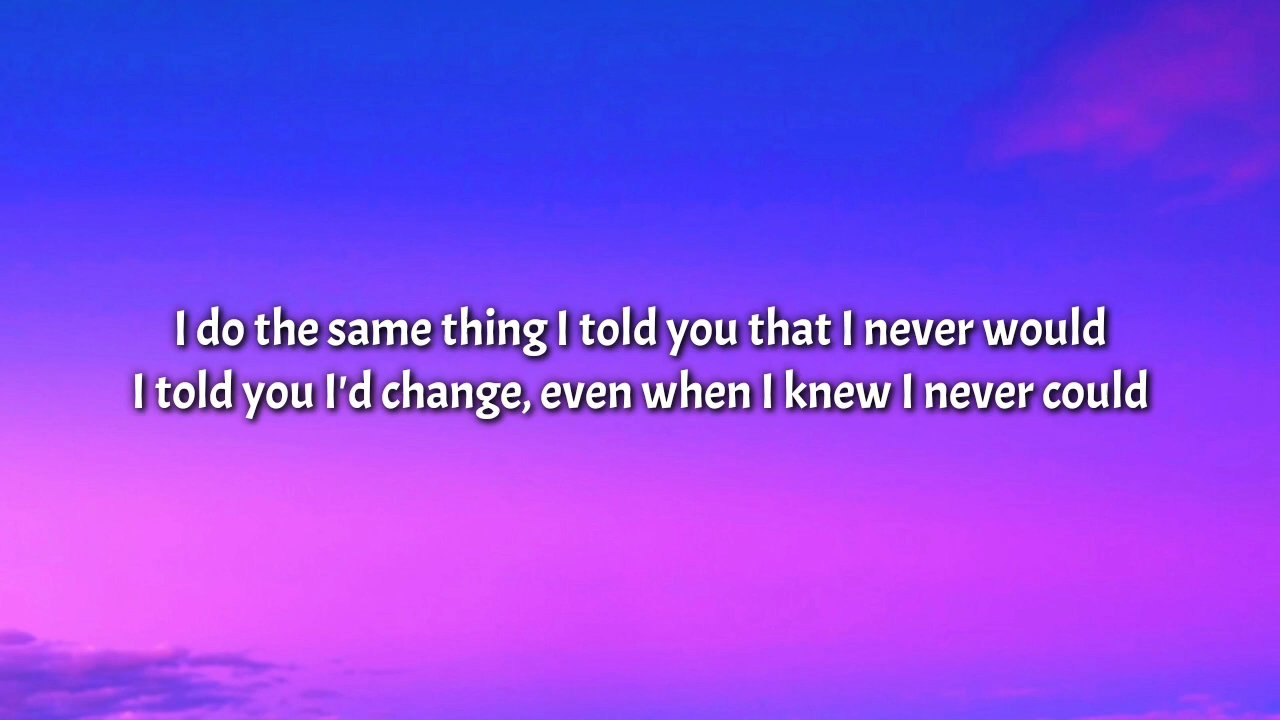 I do the same thing I told you that I never would
I told you I'd change, even when I knew I never could